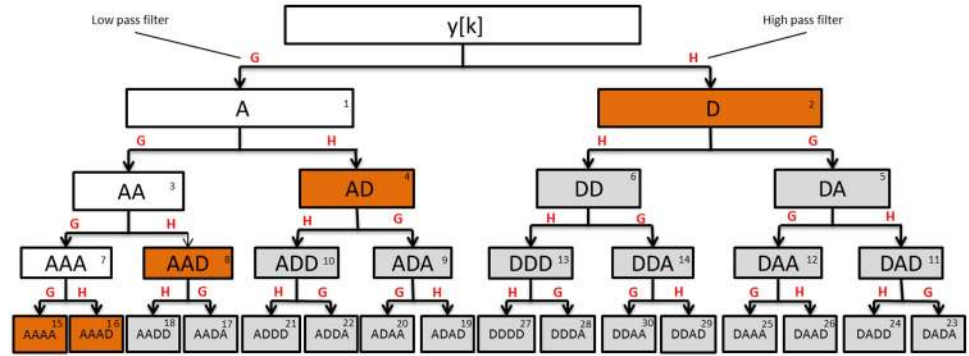 Low pass filter
y[k]
High pass filter
G
H
A 1
D 2
G
H
H
G
AA 3
AD 4
DD 6
DA 5
G
H
H
G
H
G
G
H
AAA 7
AAD 8
ADD 10
ADA 9
DDD 13
DDA 14
DAA 12
DAD 11
G
H
H
G
H
G
G
H
H
G
G
H
G
H
H
G
AAAA 15
AAAD 16
AADD 18
AADA 17
ADDD 21
ADDA 22
ADAA 20
ADAD 19
DDDD 27
DDDA 28
DDAA 30
DDAD 29
DAAA 25
DAAD 26
DADD 24
DADA 23